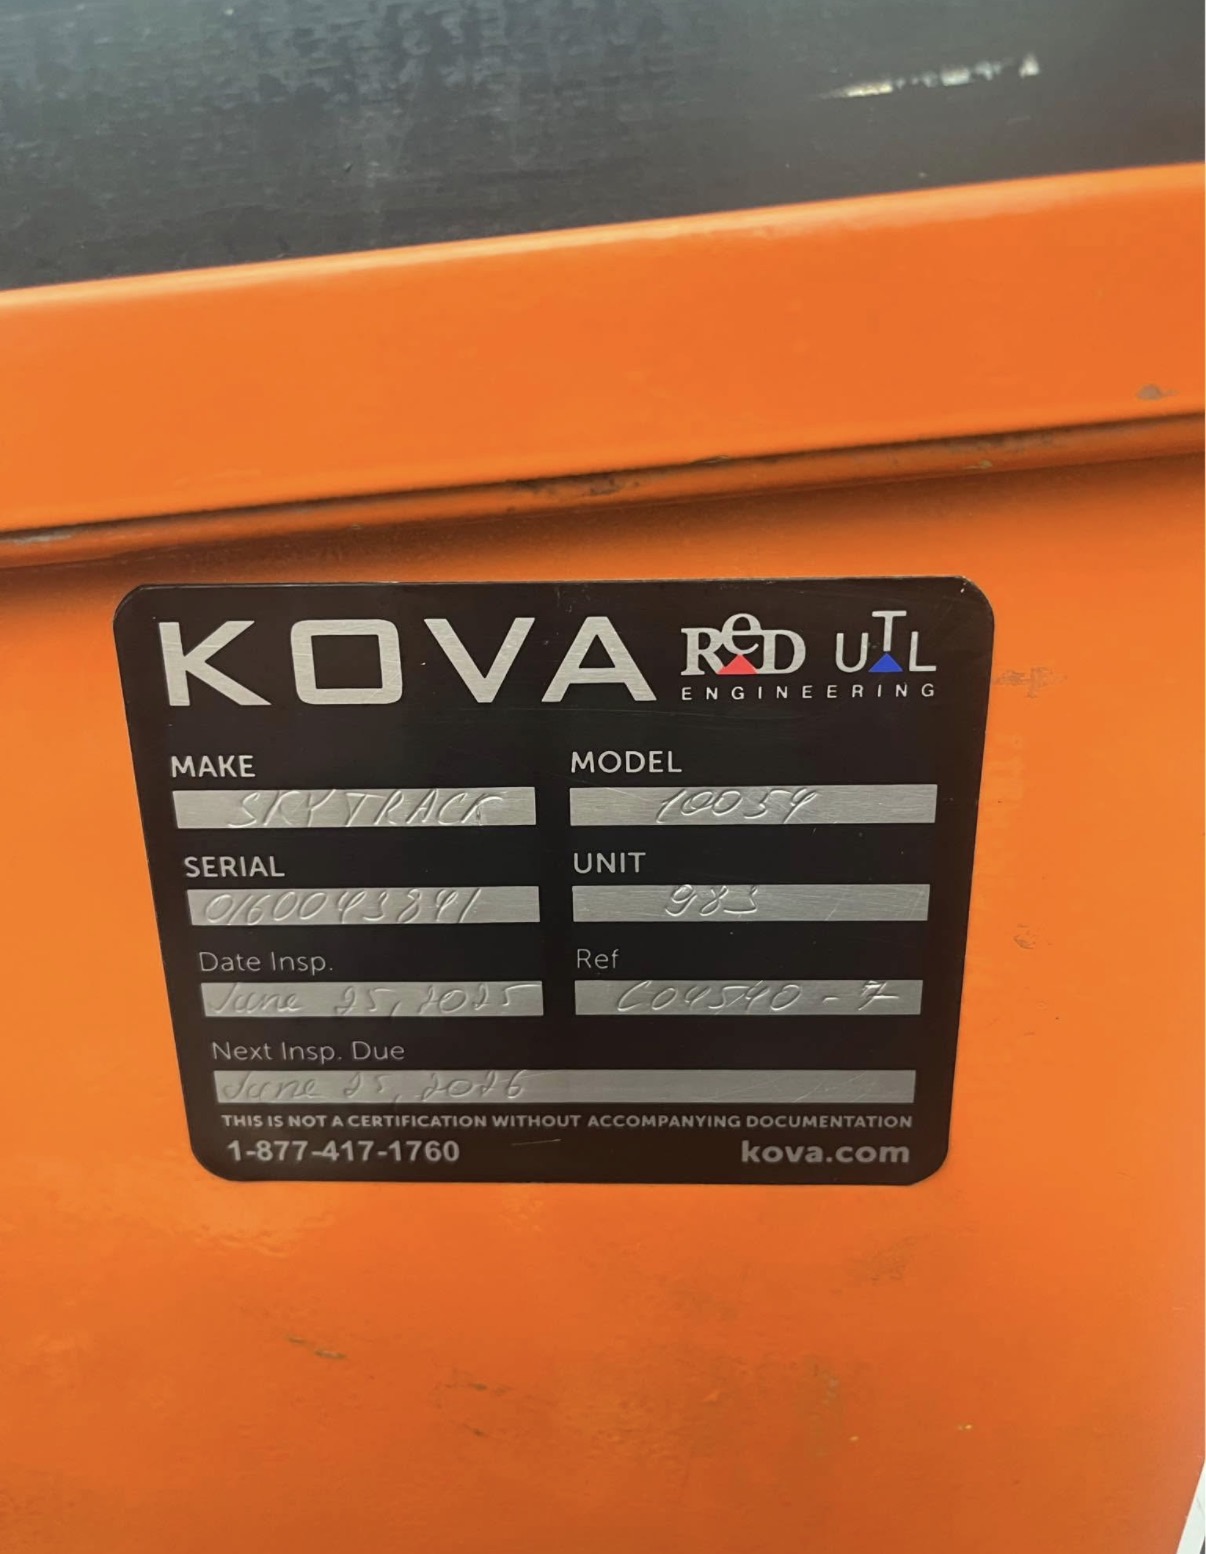 KOVA ReD UTL
ENGINEERING
MAKE MODEL
SKYTRACK 10054
SERIAL UNIT
0160043841 983
Date Insp. Ref
June 25, 2025 C04540-7
Next Insp. Due
June 25, 2026
THIS IS NOT A CERTIFICATION WITHOUT ACCOMPANYING DOCUMENTATION
1-877-417-1760 kova.com